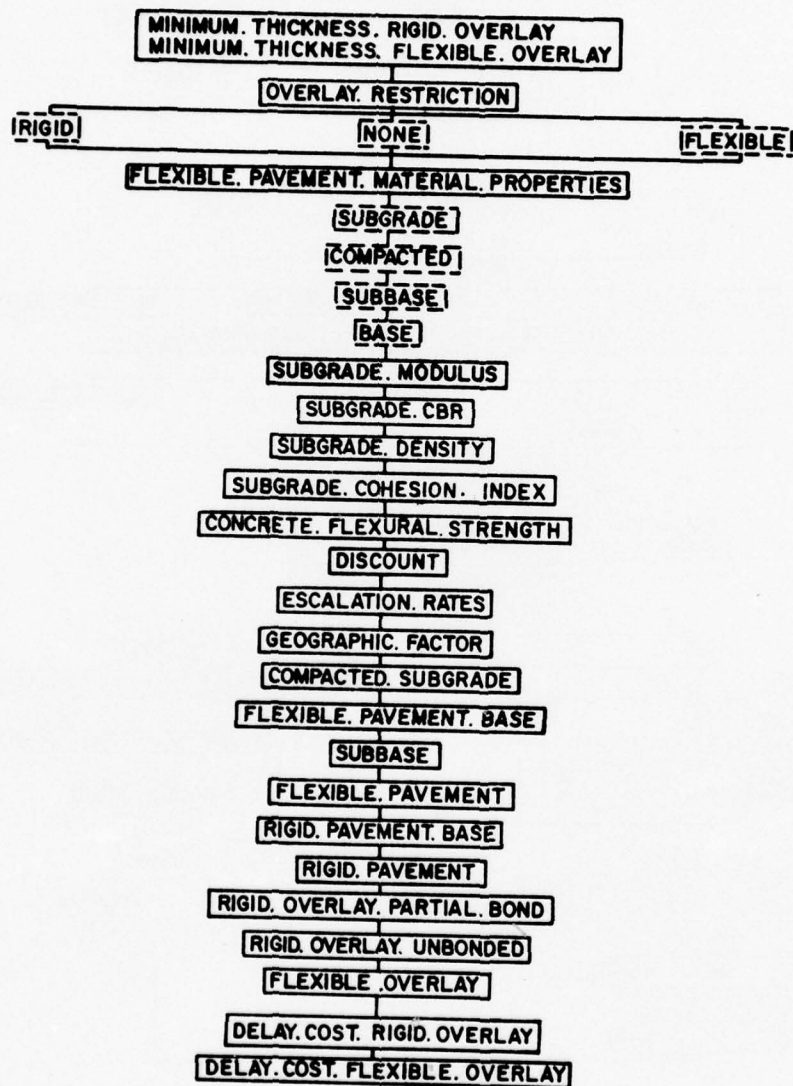 MINIMUM. THICKNESS. RIGID. OVERLAY
MINIMUM. THICKNESS. FLEXIBLE. OVERLAY
OVERLAY. RESTRICTION
RIGID NONE FLEXIBLE
FLEXIBLE. PAVEMENT. MATERIAL. PROPERTIES
SUBGRADE
COMPACTED
SUBBASE
BASE
SUBGRADE. MODULUS
SUBGRADE. CBR
SUBGRADE. DENSITY
SUBGRADE. COHESION. INDEX
CONCRETE. FLEXURAL. STRENGTH
DISCOUNT
ESCALATION. RATES
GEOGRAPHIC. FACTOR
COMPACTED. SUBGRADE
FLEXIBLE. PAVEMENT. BASE
SUBBASE
FLEXIBLE. PAVEMENT
RIGID. PAVEMENT. BASE
RIGID. PAVEMENT
RIGID. OVERLAY. PARTIAL. BOND
RIGID. OVERLAY. UNBONDED
FLEXIBLE .OVERLAY
DELAY. COST. RIGID. OVERLAY
DELAY. COST. FLEXIBLE. OVERLAY